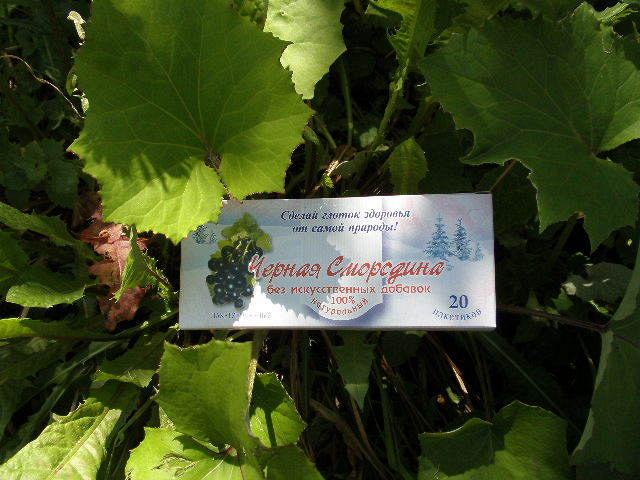 Сделай глоток здоровья
от самой природы!
Черная Смородина
без искусственных добавок
100%
натуральный
20
пакетиков